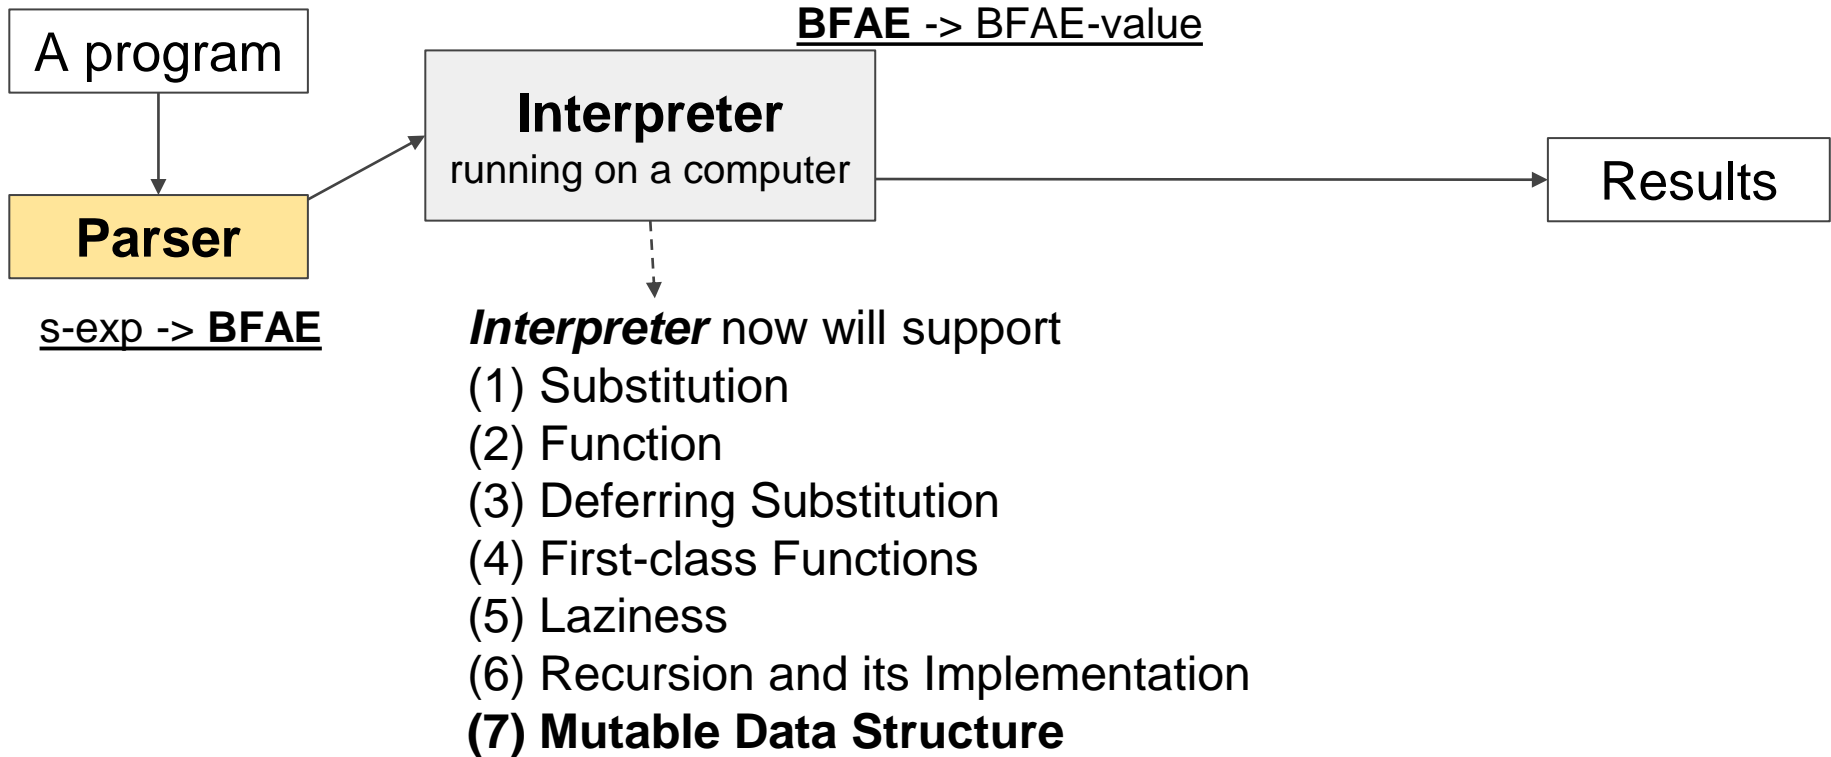 A program
BFAE -> BFAE-value
Interpreter
running on a computer
Results
Parser
s-exp -> BFAE
Interpreter now will support
(1) Substitution
(2) Function
(3) Deferring Substitution
(4) First-class Functions
(5) Laziness
(6) Recursion and its Implementation
(7) Mutable Data Structure